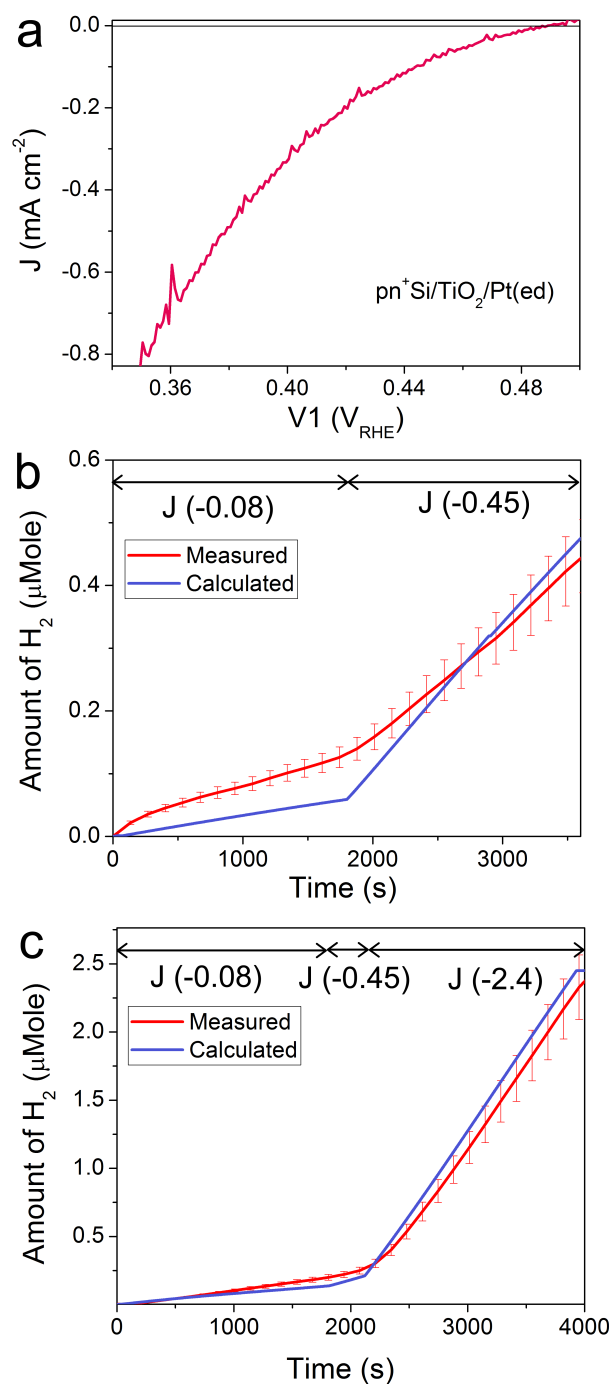 a
0.0
-0.2
-0.4
-0.6
-0.8
J (mA cm-2)
pn+Si/TiO2/Pt(ed)
0.36 0.40 0.44 0.48
V1 (VRHE)
b
0.6
0.4
0.2
0.0
Amount of H2 (μMole)
J (-0.08) J (-0.45)
Measured
Calculated
0 1000 2000 3000
Time (s)
c
2.5
2.0
1.5
1.0
0.5
Amount of H2 (μMole)
J (-0.08) J (-0.45) J (-2.4)
Measured
Calculated
0 1000 2000 3000 4000
Time (s)